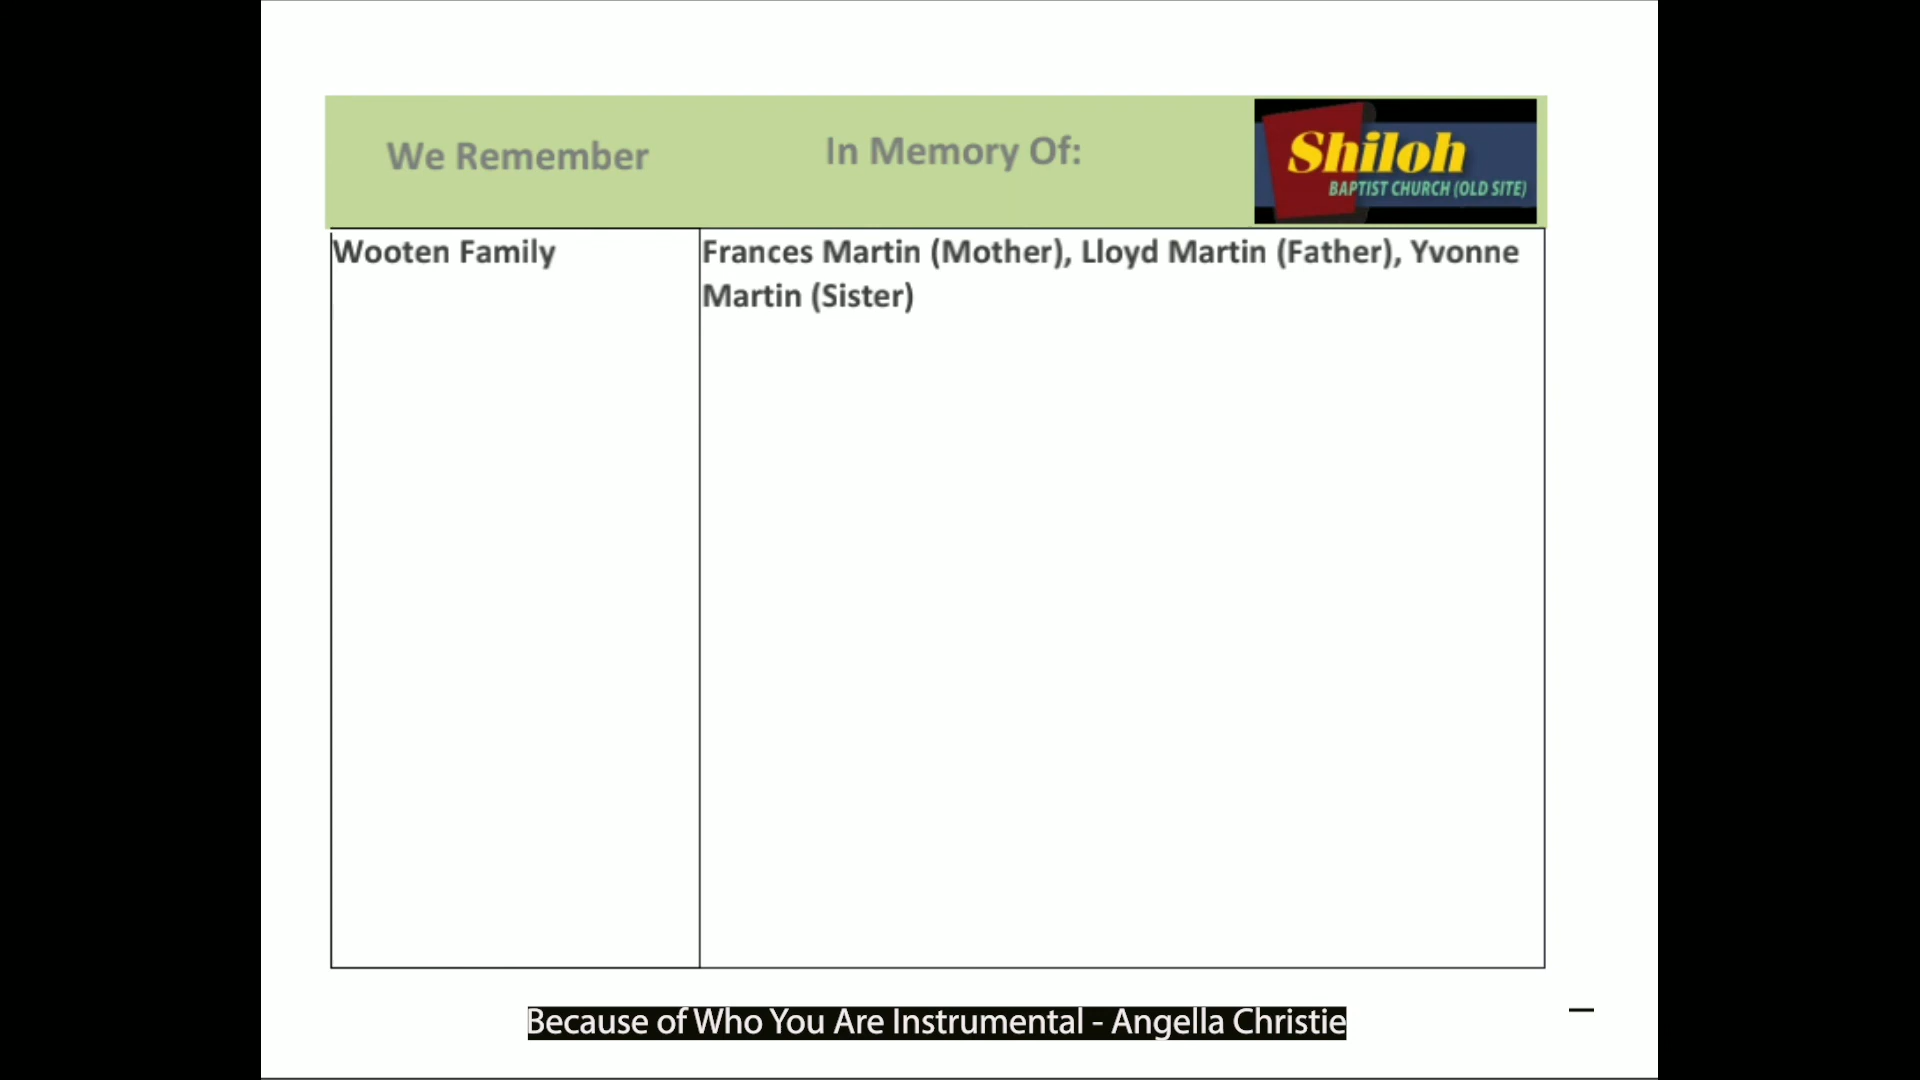 We Remember
In Memory Of:
Shiloh
BAPTIST CHURCH (OLD SITE)
Wooten Family
Frances Martin (Mother), Lloyd Martin (Father), Yvonne
Martin (Sister)
Because of Who You Are Instrumental - Angella Christie